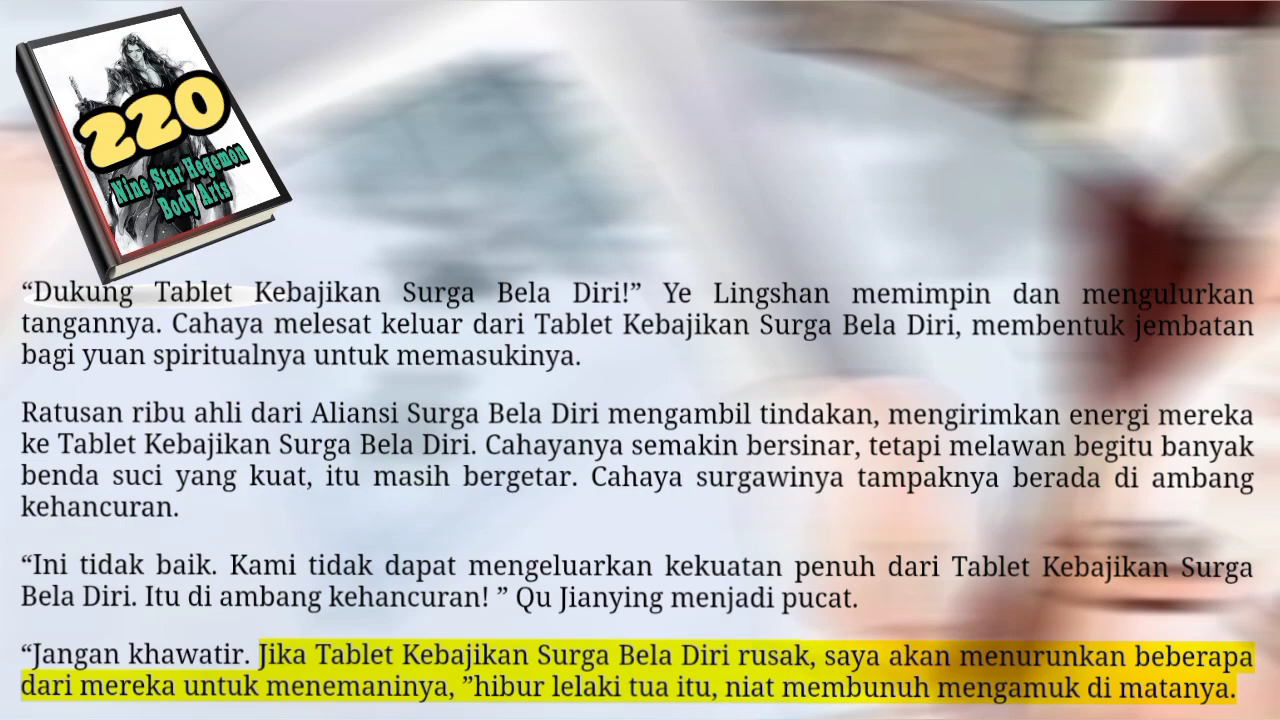 220
Nine Star Hegemon
Body Arts
“Dukung Tablet Kebajikan Surga Bela Diri!” Ye Lingshan memimpin dan mengulurkan
tangannya. Cahaya melesat keluar dari Tablet Kebajikan Surga Bela Diri, membentuk jembatan
bagi yuan spiritualnya untuk memasukinya.
Ratusan ribu ahli dari Aliansi Surga Bela Diri mengambil tindakan, mengirimkan energi mereka
ke Tablet Kebajikan Surga Bela Diri. Cahayanya semakin bersinar, tetapi melawan begitu banyak
benda suci yang kuat, itu masih bergetar. Cahaya surgawinya tampaknya berada di ambang
kehancuran.
“Ini tidak baik. Kami tidak dapat mengeluarkan kekuatan penuh dari Tablet Kebajikan Surga
Bela Diri. Itu di ambang kehancuran! ” Qu Jianying menjadi pucat.
“Jangan khawatir. Jika Tablet Kebajikan Surga Bela Diri rusak, saya akan menurunkan beberapa
dari mereka untuk menemaninya, ”hibur lelaki tua itu, niat membunuh mengamuk di matanya.